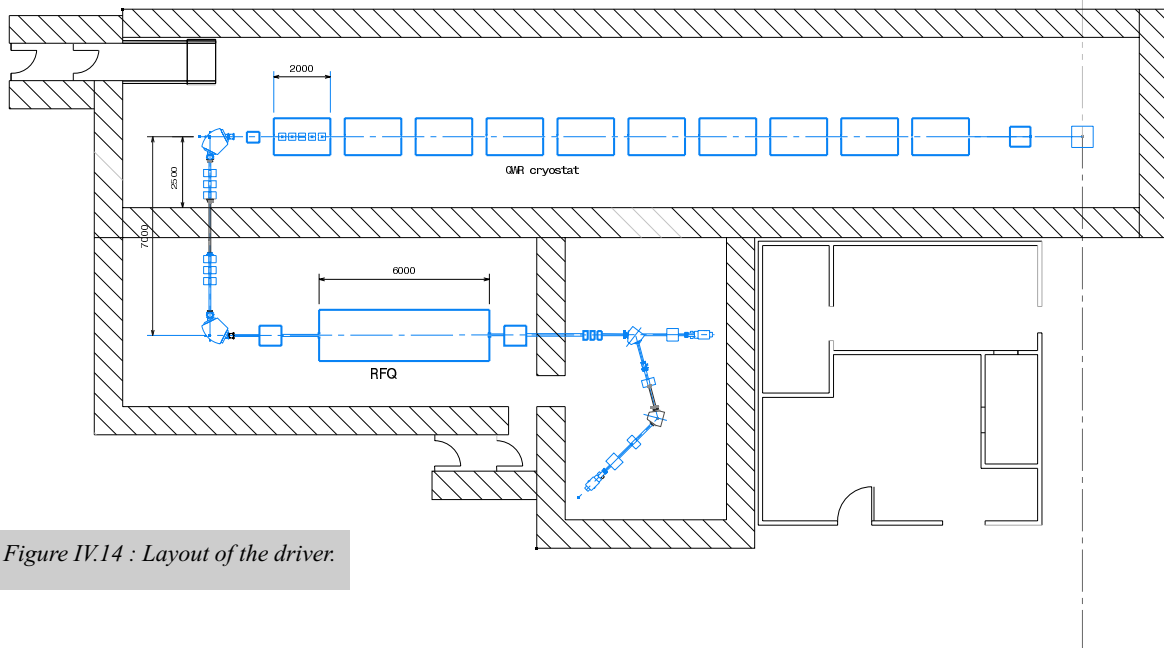 2000
QWR cryostat
2500
7000
6000
RFQ
Figure IV.14 : Layout of the driver.